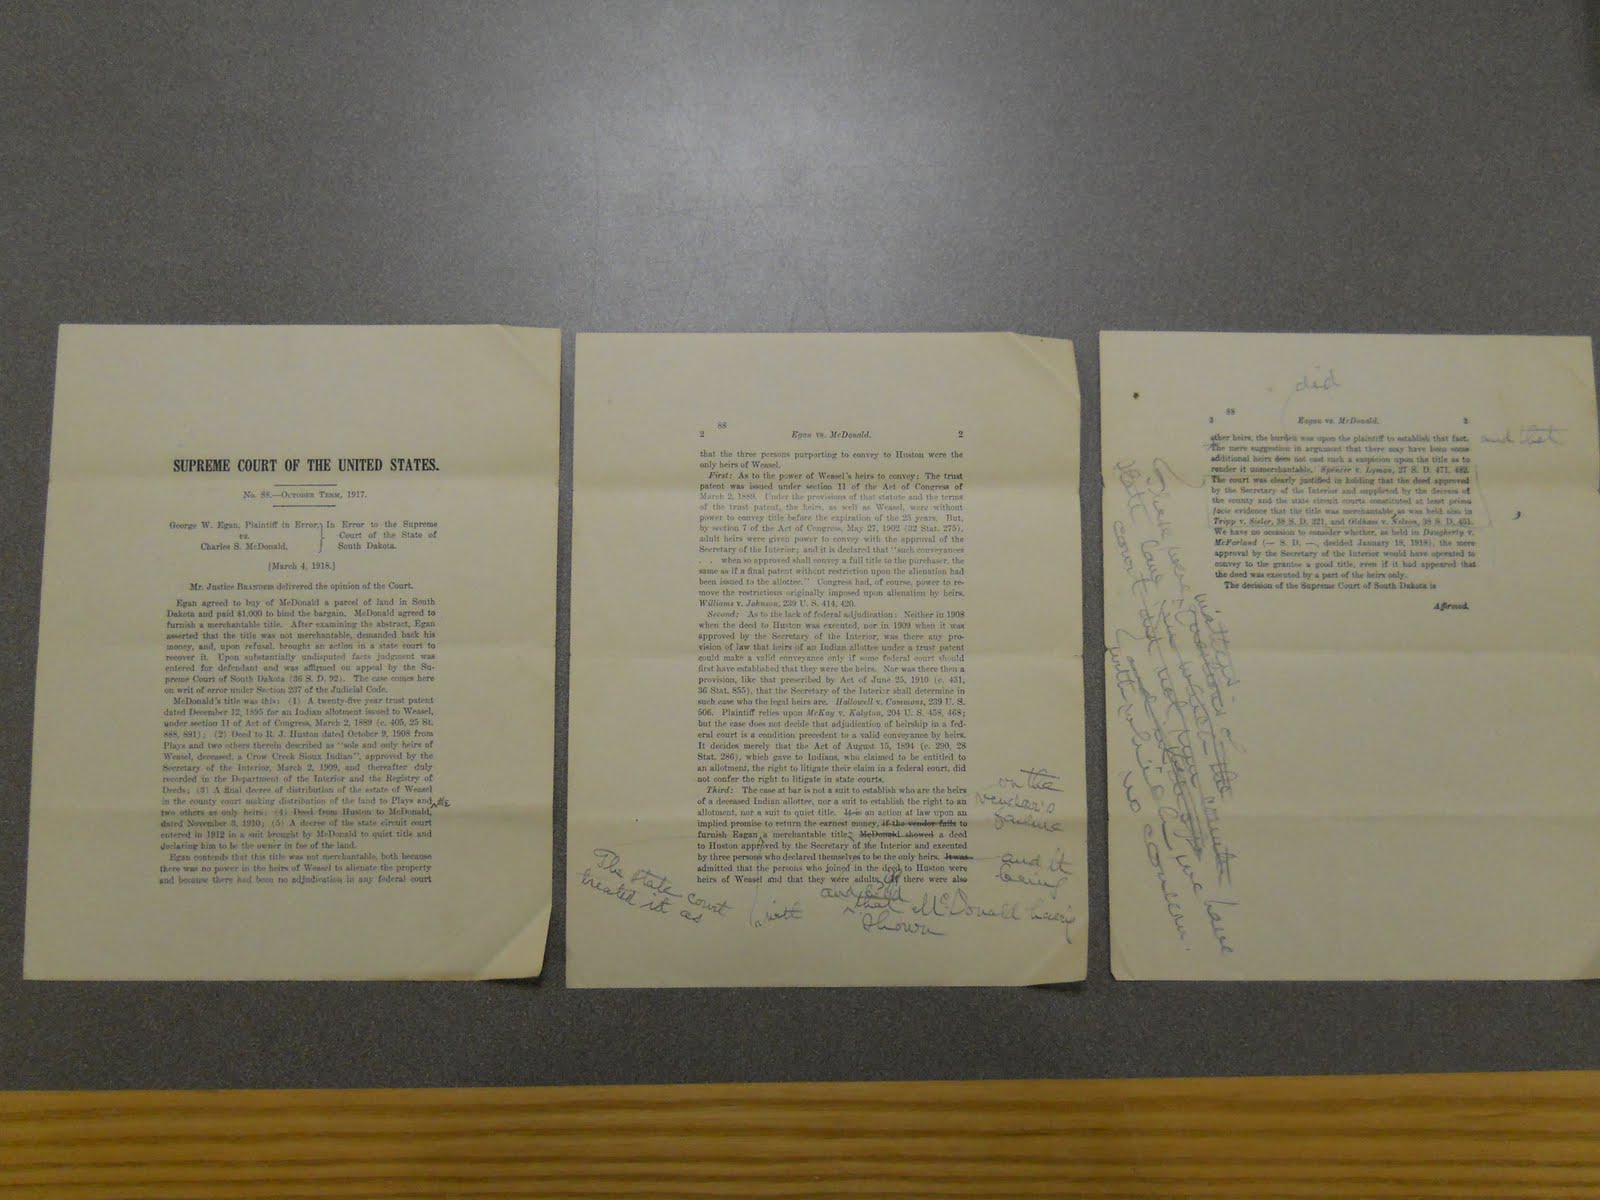 SUPREME COURT OF THE UNITED STATES.
No. 88.—October Term, 1917.
George W. Egan, Plaintiff in Error,
vs.
Charles S. McDonald.
In Error to the Supreme
Court of the State of
South Dakota.
[March 4, 1918.]
Mr. Justice Brandeis delivered the opinion of the Court.
Egan agreed to buy of McDonald a parcel of land in South
Dakota and paid $1,000 to bind the bargain. McDonald agreed to
furnish a merchantable title. After examining the abstract, Egan
asserted that the title was not merchantable, demanded back his
money, and, upon refusal, brought an action in a state court to
recover it. Upon substantially undisputed facts judgment was
entered for defendant and was affirmed on appeal by the Su-
preme Court of South Dakota (36 S. D. 92). The case comes here
on writ of error under Section 237 of the Judicial Code.
McDonald's title was this: (1) A twenty-five year trust patent
dated December 12, 1895 for an Indian allotment issued to Weasel,
under section 11 of Act of Congress, March 2, 1889 (c. 405, 25 St.
888, 891); (2) Deed to R. J. Huston dated October 9, 1908 from
Plays and two others therein described as "sole and only heirs of
Weasel, deceased, a Crow Creek Sioux Indian", approved by the
Secretary of the Interior, March 2, 1909, and thereafter duly
recorded in the Department of the Interior and the Registry of
Deeds; (3) A final decree of distribution of the estate of Weasel
in the county court making distribution of the land to Plays and
two others as only heirs; (4) Deed from Huston to McDonald,
dated November 3, 1910; (5) A decree of the state circuit court
entered in 1912 in a suit brought by McDonald to quiet title and
declaring him to be the owner in fee of the land.
Egan contends that this title was not merchantable, both because
there was no power in the heirs of Weasel to alienate the property
and because there had been no adjudication in any federal court
88
2 Egan vs. McDonald. 2
that the three persons purporting to convey to Huston were the
only heirs of Weasel.
First: As to the power of Weasel's heirs to convey: The trust
patent was issued under section 11 of the Act of Congress of
March 2, 1889. Under the provisions of that statute and the terms
of the trust patent, the heirs, as well as Weasel, were without
power to convey title before the expiration of the 25 years. But,
by section 7 of the Act of Congress, May 27, 1902 (32 Stat. 275),
adult heirs were given power to convey with the approval of the
Secretary of the Interior; and it is declared that "such conveyances
. . when so approved shall convey a full title to the purchaser, the
same as if a final patent without restriction upon the alienation had
been issued to the allottee." Congress had, of course, power to re-
move the restrictions originally imposed upon alienation by heirs.
Williams v. Johnson, 239 U. S. 414, 420.
Second: As to the lack of federal adjudication: Neither in 1908
when the deed to Huston was executed, nor in 1909 when it was
approved by the Secretary of the Interior, was there any pro-
vision of law that heirs of an Indian allottee under a trust patent
could make a valid conveyance only if some federal court should
first have established that they were the heirs. Nor was there then a
provision, like that prescribed by Act of June 25, 1910 (c. 431,
36 Stat. 855), that the Secretary of the Interior shall determine in
such case who the legal heirs are. Hallowell v. Commons, 239 U. S.
506. Plaintiff relies upon McKay v. Kalyton, 204 U. S. 458, 468;
but the case does not decide that adjudication of heirship in a fed-
eral court is a condition precedent to a valid conveyance by heirs.
It decides merely that the Act of August 15, 1894 (c. 290, 28
Stat. 286), which gave to Indians, who claimed to be entitled to
an allotment, the right to litigate their claim in a federal court, did
not confer the right to litigate in state courts.
Third: The case at bar is not a suit to establish who are the heirs
of a deceased Indian allottee, nor a suit to establish the right to an
allotment, nor a suit to quiet title. It is an action at law upon an
implied promise to return the earnest money, if the vendor fails to
furnish Eagan a merchantable title. McDonald showed a deed
to Huston approved by the Secretary of the Interior and executed
by three persons who declared themselves to be the only heirs. It was
admitted that the persons who joined in the deed to Huston were
heirs of Weasel and that they were adults. If there were also
on the
vendor's
failure
and it
being
The state court
treated it as
with
and
that McDonald having
shown
did
88
3 Eagan vs. McDonald. 2
other heirs, the burden was upon the plaintiff to establish that fact.
The mere suggestion in argument that there may have been some
additional heirs does not cast such a suspicion upon the title as to
render it unmerchantable. Spencer v. Lyman, 27 S. D. 471, 482.
The court was clearly justified in holding that the deed approved
by the Secretary of the Interior and supplemented by the decrees of
the county and the state circuit courts constituted at least prima
facie evidence that the title was merchantable, as was held also in
Tripp v. Sisler, 38 S. D. 321, and Oldham v. Nelson, 38 S. D. 451.
We have no occasion to consider whether, as held in Daugherty v.
McFarland (— S. D. —, decided January 18, 1918), the mere
approval by the Secretary of the Interior would have operated to
convey to the grantee a good title, even if it had appeared that
the deed was executed by a part of the heirs only.
The decision of the Supreme Court of South Dakota is
Affirmed.
and that
These were questions of
state law
with which we have
no concern.